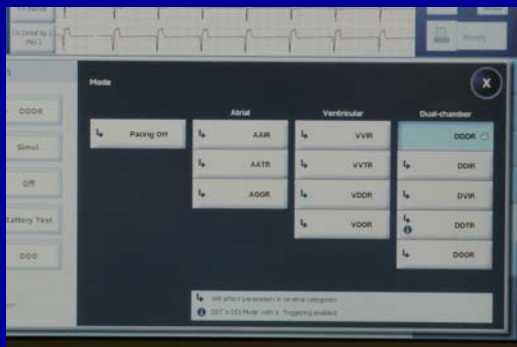 Mode
Atrial
Ventricular
Dual-chamber
DDDR
Pacing Off
AAIR
VVIR
DDDR
Simul.
AATR
VVTR
DDIR
Off
AOOR
VDDR
DVIR
Battery Test
VOOR
DDTR
DOO
DOOR
Will affect parameters in several categories
DDT is DDI Mode with V Triggering enabled
Ready
X